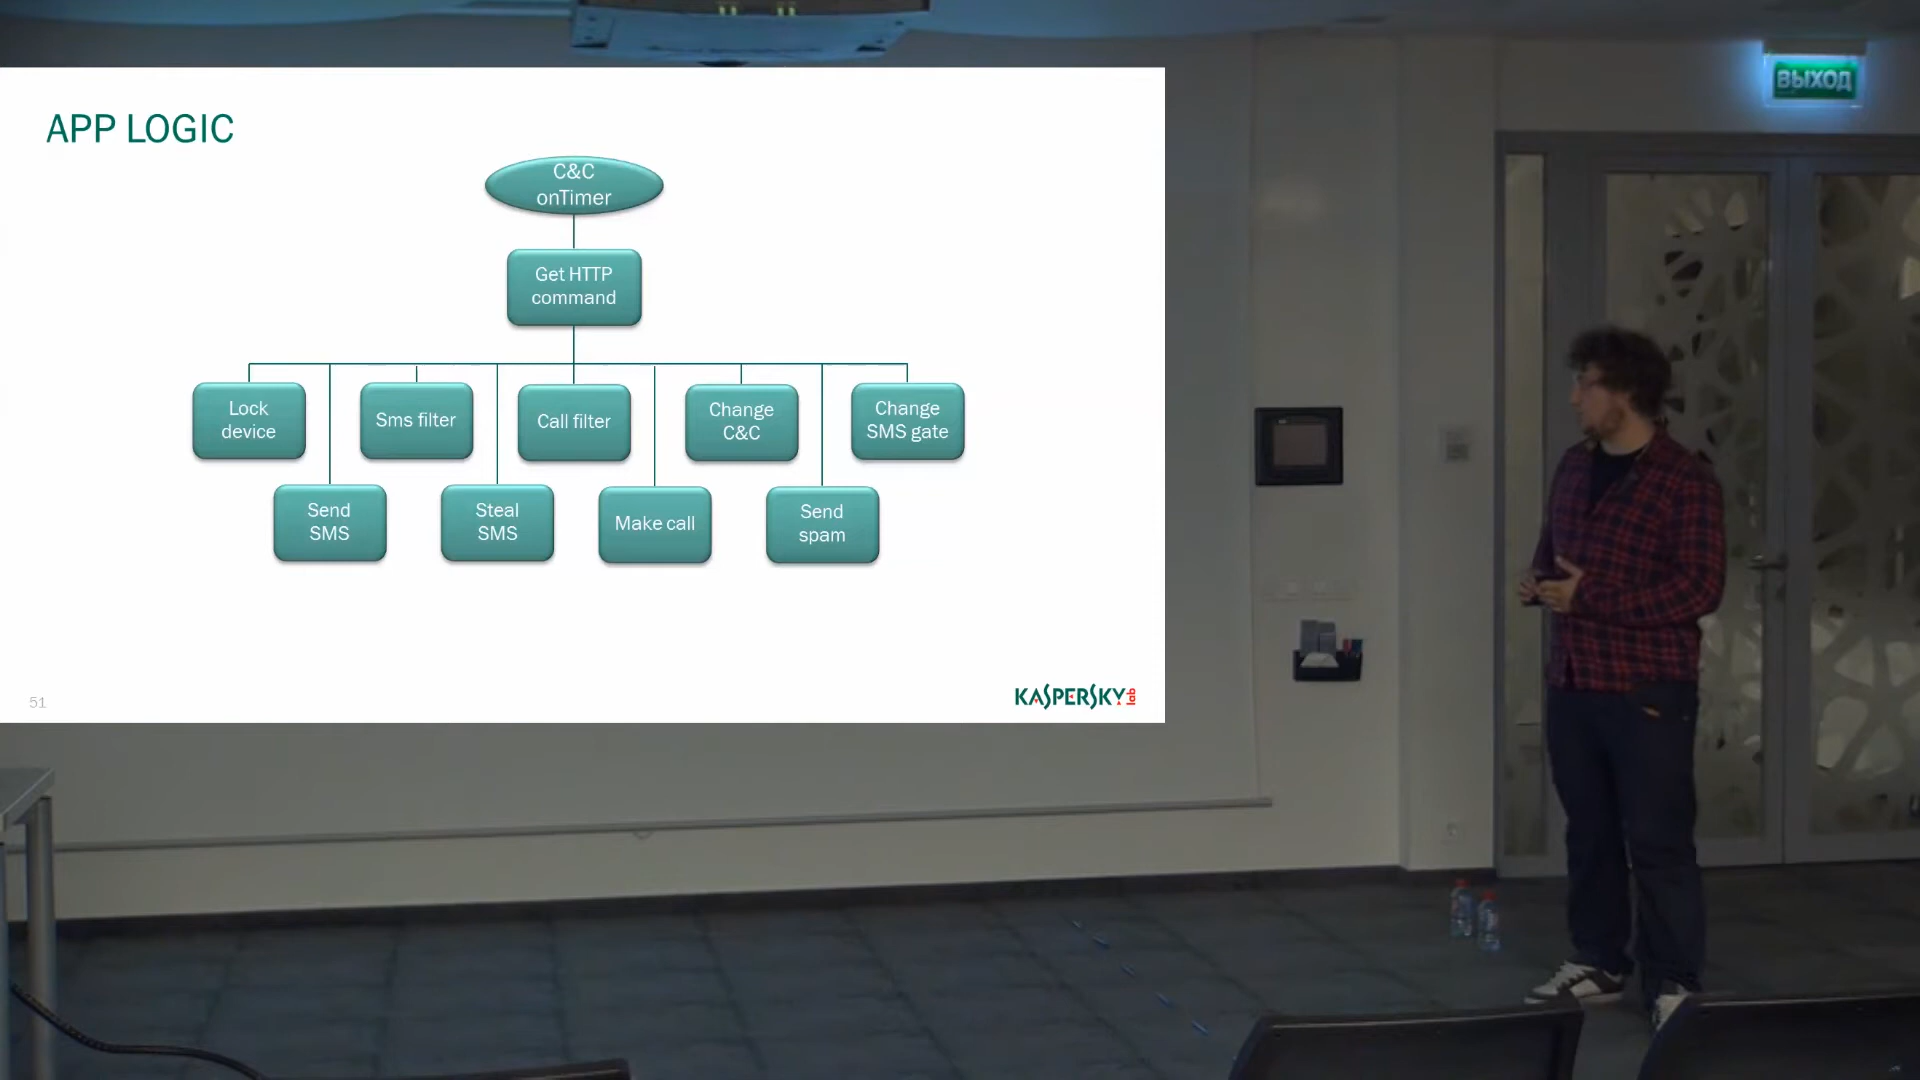 ВЫХОД
APP LOGIC
C&C
onTimer
Get HTTP
command
Lock
device
Sms filter
Call filter
Change
C&C
Change
SMS gate
Send
SMS
Steal
SMS
Make call
Send
spam
51
KASPERSKY lab